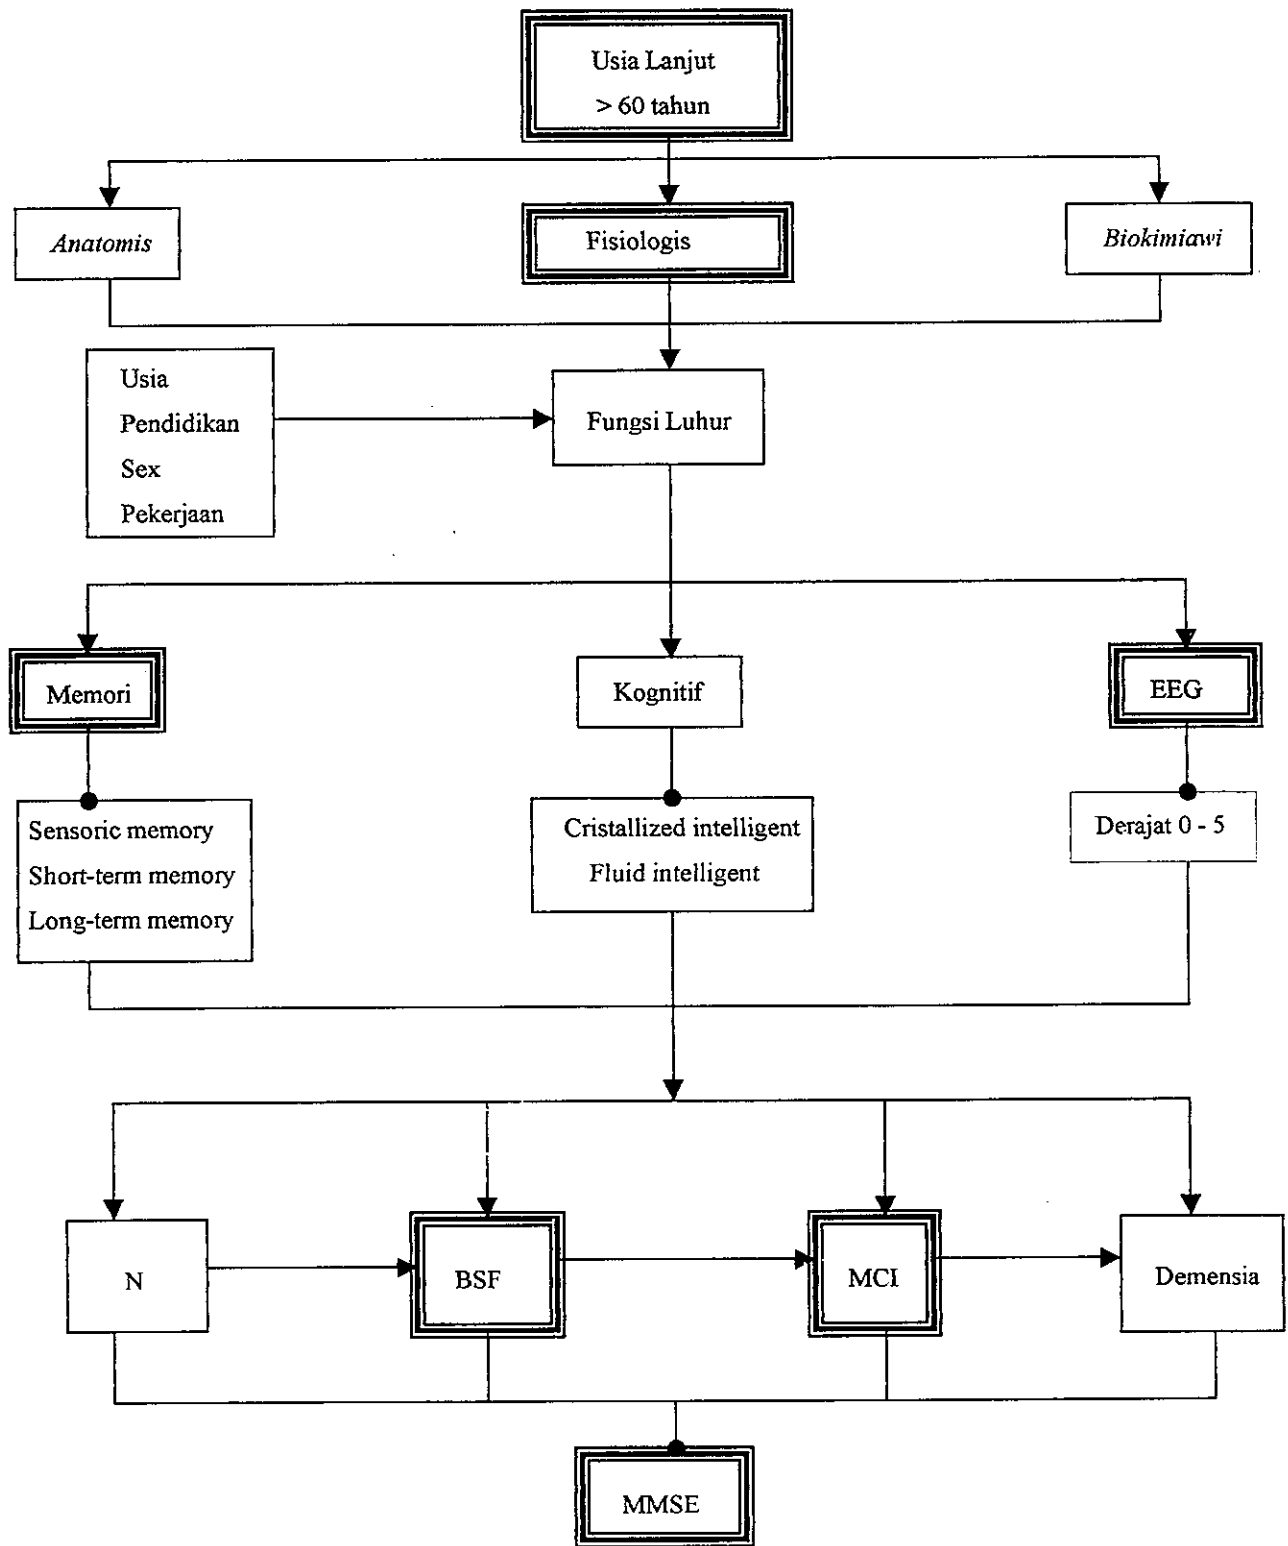 Usia Lanjut
> 60 tahun
Anatomis
Fisiologis
Biokimiawi
Usia
Pendidikan
Sex
Pekerjaan
Fungsi Luhur
Memori
Kognitif
EEG
Sensoric memory
Short-term memory
Long-term memory
Cristallized intelligent
Fluid intelligent
Derajat 0 - 5
N
BSF
MCI
Demensia
MMSE